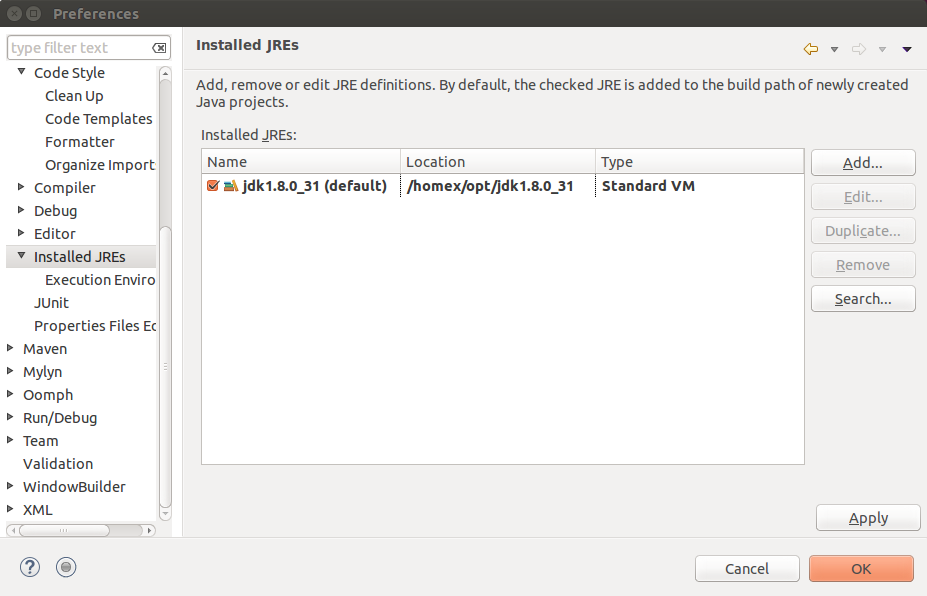 Preferences
type filter text
Code Style
Clean Up
Code Templates
Formatter
Organize Import
Compiler
Debug
Editor
Installed JREs
Execution Enviro
JUnit
Properties Files Ec
Maven
Mylyn
Oomph
Run/Debug
Team
Validation
WindowBuilder
XML
Installed JREs
Add, remove or edit JRE definitions. By default, the checked JRE is added to the build path of newly created
Java projects.
Installed JREs:
Name Location Type
jdk1.8.0_31 (default) /homex/opt/jdk1.8.0_31 Standard VM
Add...
Edit...
Duplicate...
Remove
Search...
Apply
?
Cancel OK